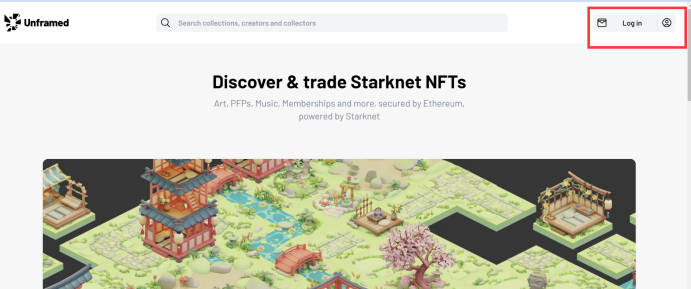 Unframed
Search collections, creators and collectors
Log in
Discover & trade Starknet NFTs
Art, PFPs, Music, Memberships and more, secured by Ethereum,
powered by Starknet